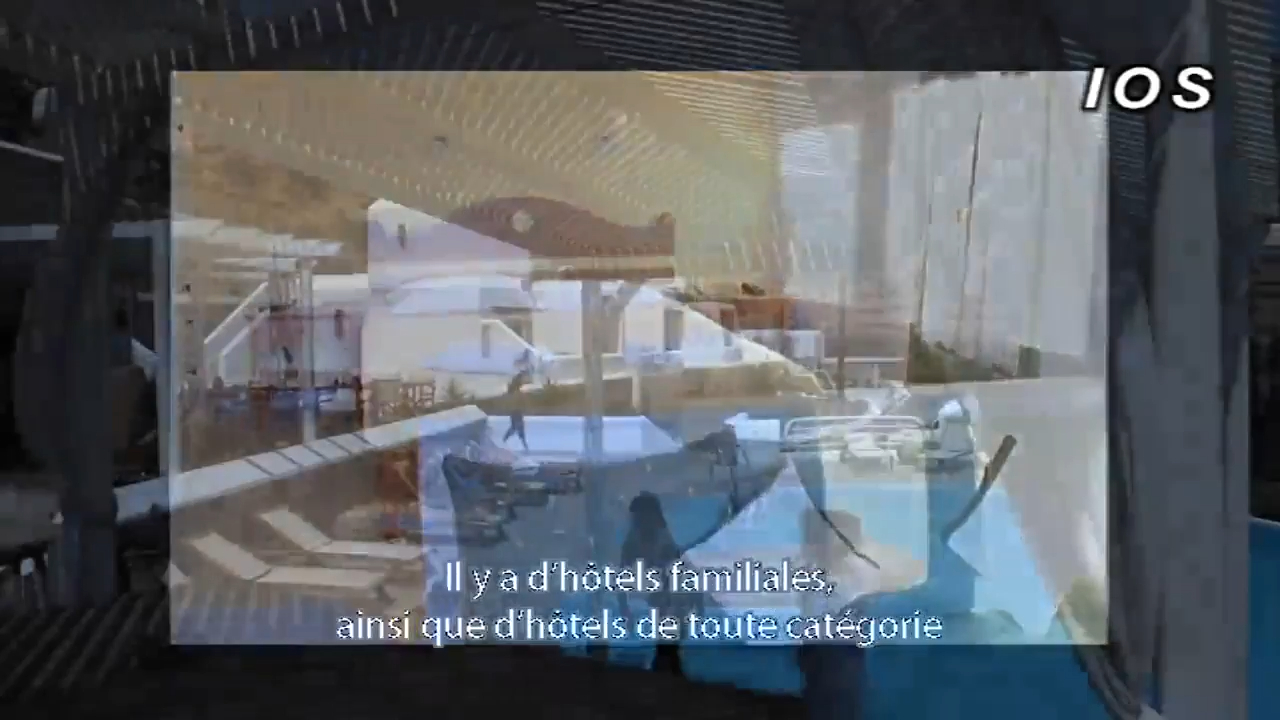 IOS
Il y a d'hôtels familiales,
ainsi que d'hôtels de toute catégorie